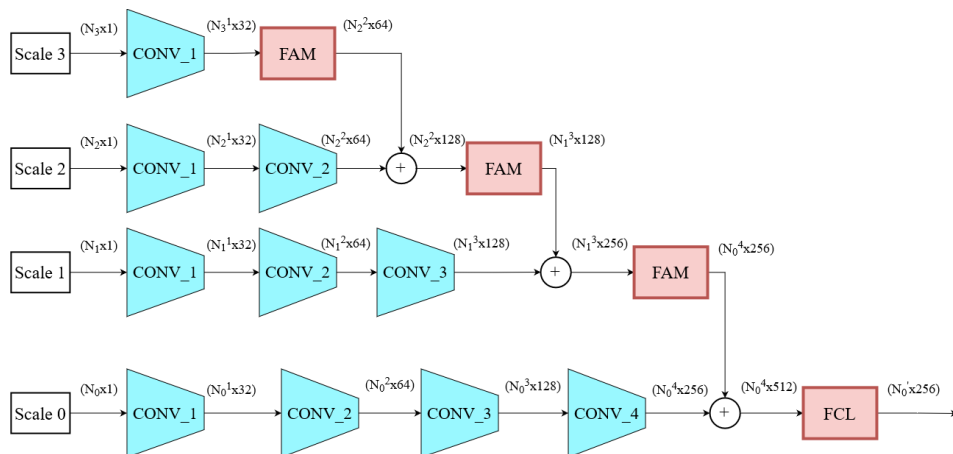 (N₃x1) (N₃¹x32) (N₂²x64)
Scale 3 CONV_1 FAM
(N₂x1) (N₂¹x32) (N₂²x64) (N₂²x128) (N₁³x128)
Scale 2 CONV_1 CONV_2 + FAM
(N₁x1) (N₁¹x32) (N₁²x64) (N₁³x128) (N₁³x256) (N₀⁴x256)
Scale 1 CONV_1 CONV_2 CONV_3 + FAM
(N₀x1) (N₀¹x32) (N₀²x64) (N₀³x128) (N₀⁴x256) (N₀⁴x512) (N₀'x256)
Scale 0 CONV_1 CONV_2 CONV_3 CONV_4 + FCL